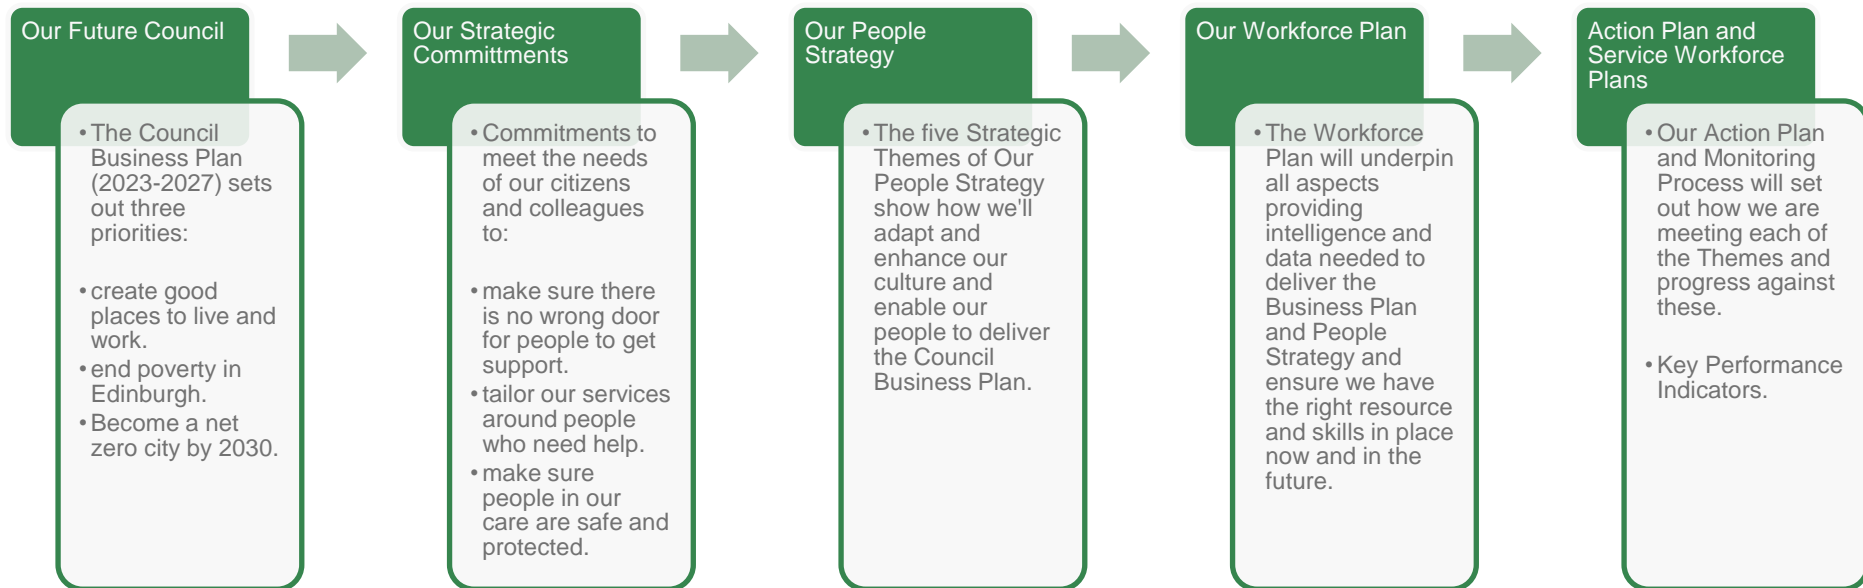 Our Future Council
• The Council
Business Plan
(2023-2027) sets
out three
priorities:
• create good
places to live and
work.
• end poverty in
Edinburgh.
• Become a net
zero city by 2030.
Our Strategic
Committments
• Commitments to
meet the needs
of our citizens
and colleagues
to:
• make sure there
is no wrong door
for people to get
support.
• tailor our services
around people
who need help.
• make sure
people in our
care are safe and
protected.
Our People
Strategy
• The five Strategic
Themes of Our
People Strategy
show how we'll
adapt and
enhance our
culture and
enable our
people to deliver
the Council
Business Plan.
Our Workforce Plan
• The Workforce
Plan will underpin
all aspects
providing
intelligence and
data needed to
deliver the
Business Plan
and People
Strategy and
ensure we have
the right resource
and skills in place
now and in the
future.
Action Plan and
Service Workforce
Plans
• Our Action Plan
and Monitoring
Process will set
out how we are
meeting each of
the Themes and
progress against
these.
• Key Performance
Indicators.